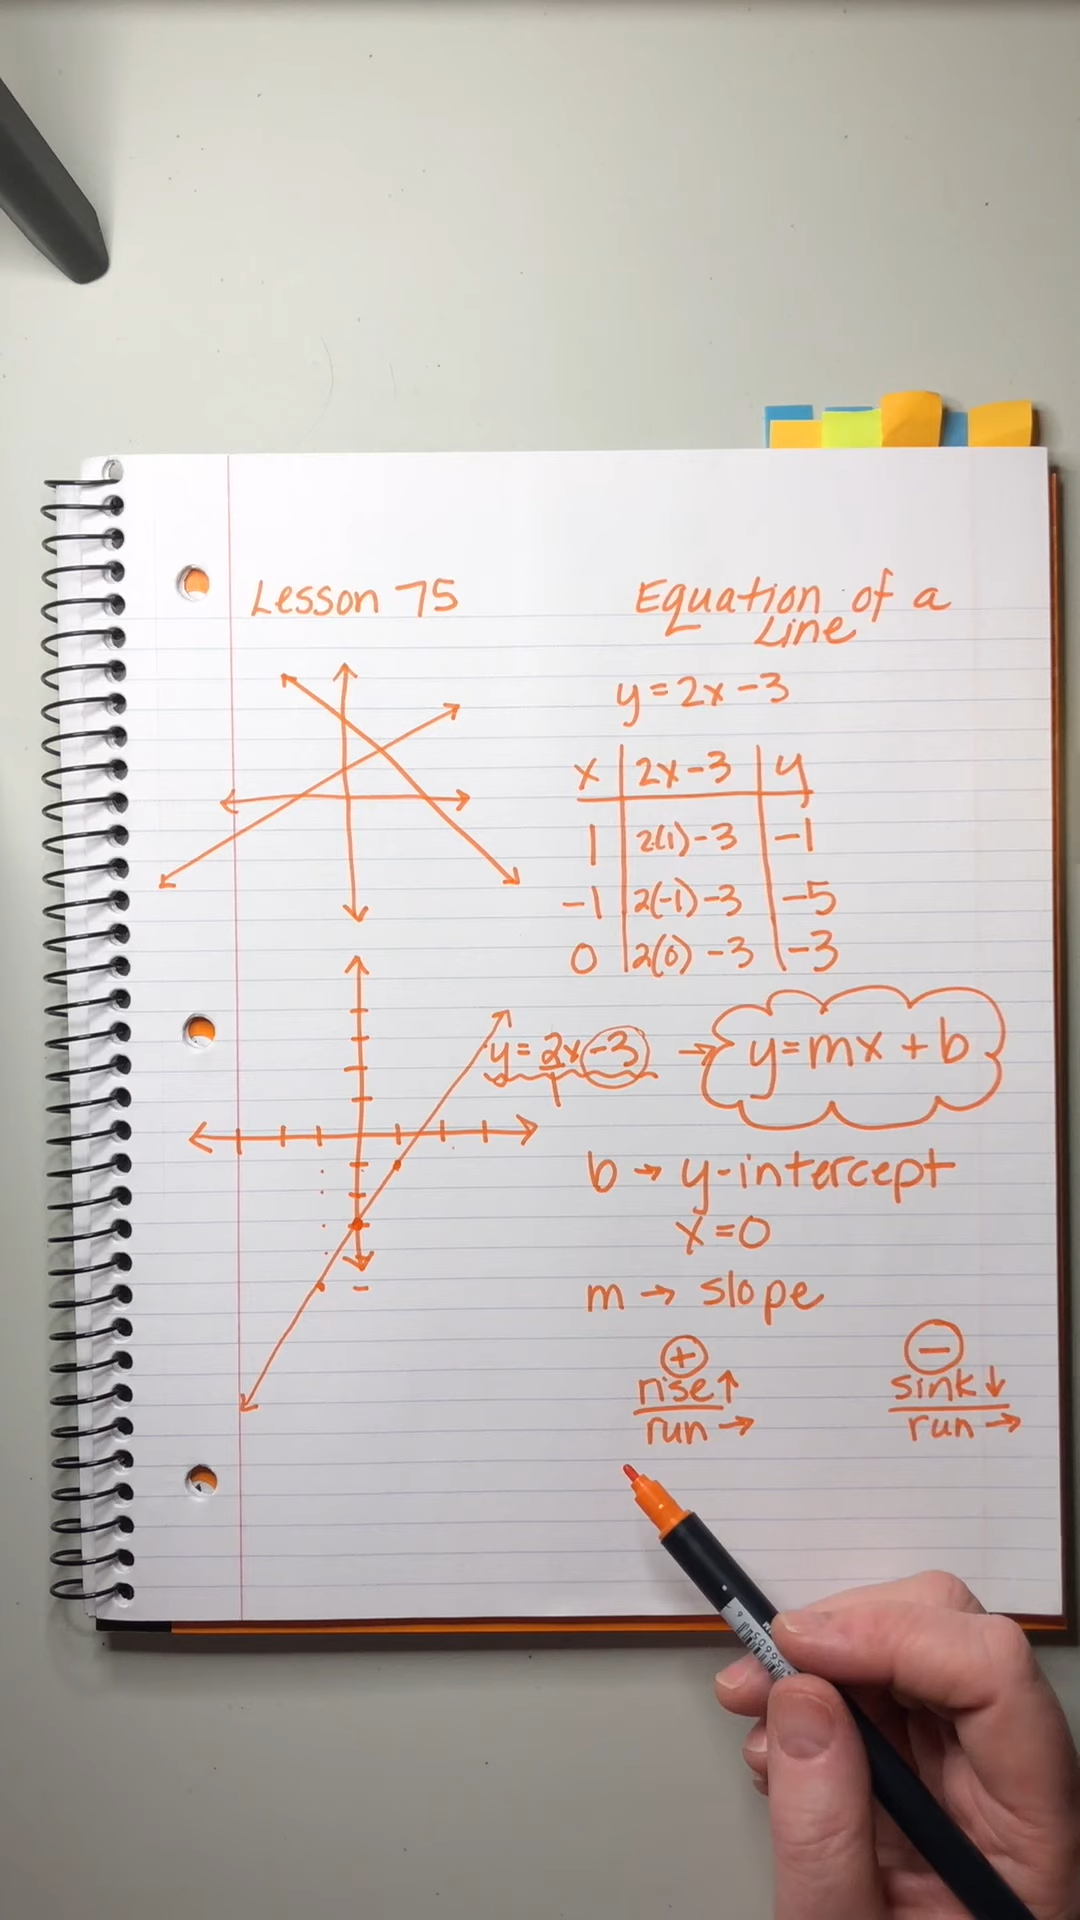 Lesson 75
Equation of a
Line
y = 2x - 3
x | 2x - 3 | y
1 | 2(1) - 3 | -1
-1 | 2(-1) - 3 | -5
0 | 2(0) - 3 | -3
y = 2x - 3 → y = mx + b
1
b → y-intercept
x = 0
m → slope
+ −
rise ↑ sink ↓
run → run →